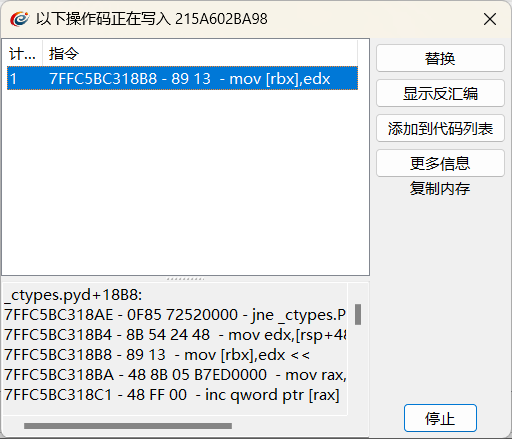 以下操作码正在写入 215A602BA98
计... 指令
1 7FFC5BC318B8 - 89 13 - mov [rbx],edx
替换
显示反汇编
添加到代码列表
更多信息
复制内存
_ctypes.pyd+18B8:
7FFC5BC318AE - 0F85 72520000 - jne _ctypes.P
7FFC5BC318B4 - 8B 54 24 48 - mov edx,[rsp+48
7FFC5BC318B8 - 89 13 - mov [rbx],edx <<
7FFC5BC318BA - 48 8B 05 B7ED0000 - mov rax,
7FFC5BC318C1 - 48 FF 00 - inc qword ptr [rax]
停止